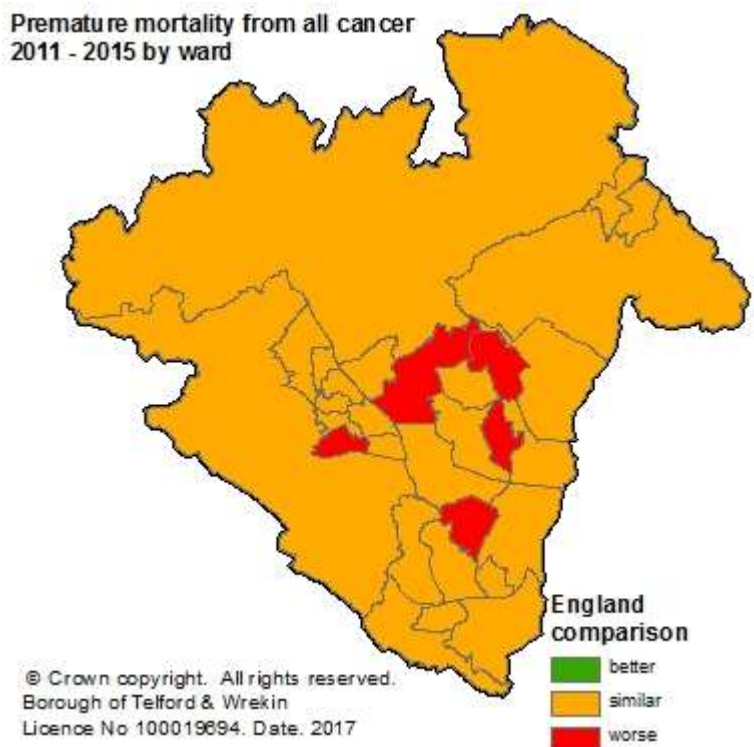 Premature mortality from all cancer
2011 - 2015 by ward
England
comparison
better
similar
worse
© Crown copyright. All rights reserved.
Borough of Telford & Wrekin
Licence No 100019694. Date. 2017